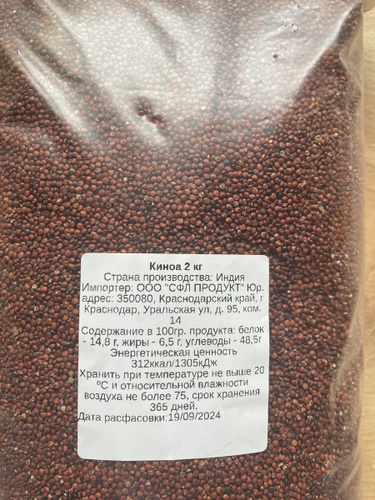 Киноа 2 кг
Страна производства: Индия
Импортер: ООО "СФЛ ПРОДУКТ" Юр.
адрес: 350080, Краснодарский край, г
Краснодар, Уральская ул, д. 95, ком.
14
Содержание в 100гр. продукта: белок
- 14,8 г, жиры - 6,5 г, углеводы - 48,5г
Энергетическая ценность
312ккал/1305кДж
Хранить при температуре не выше 20
°С и относительной влажности
воздуха не более 75, срок хранения
365 дней.
Дата расфасовки:19/09/2024